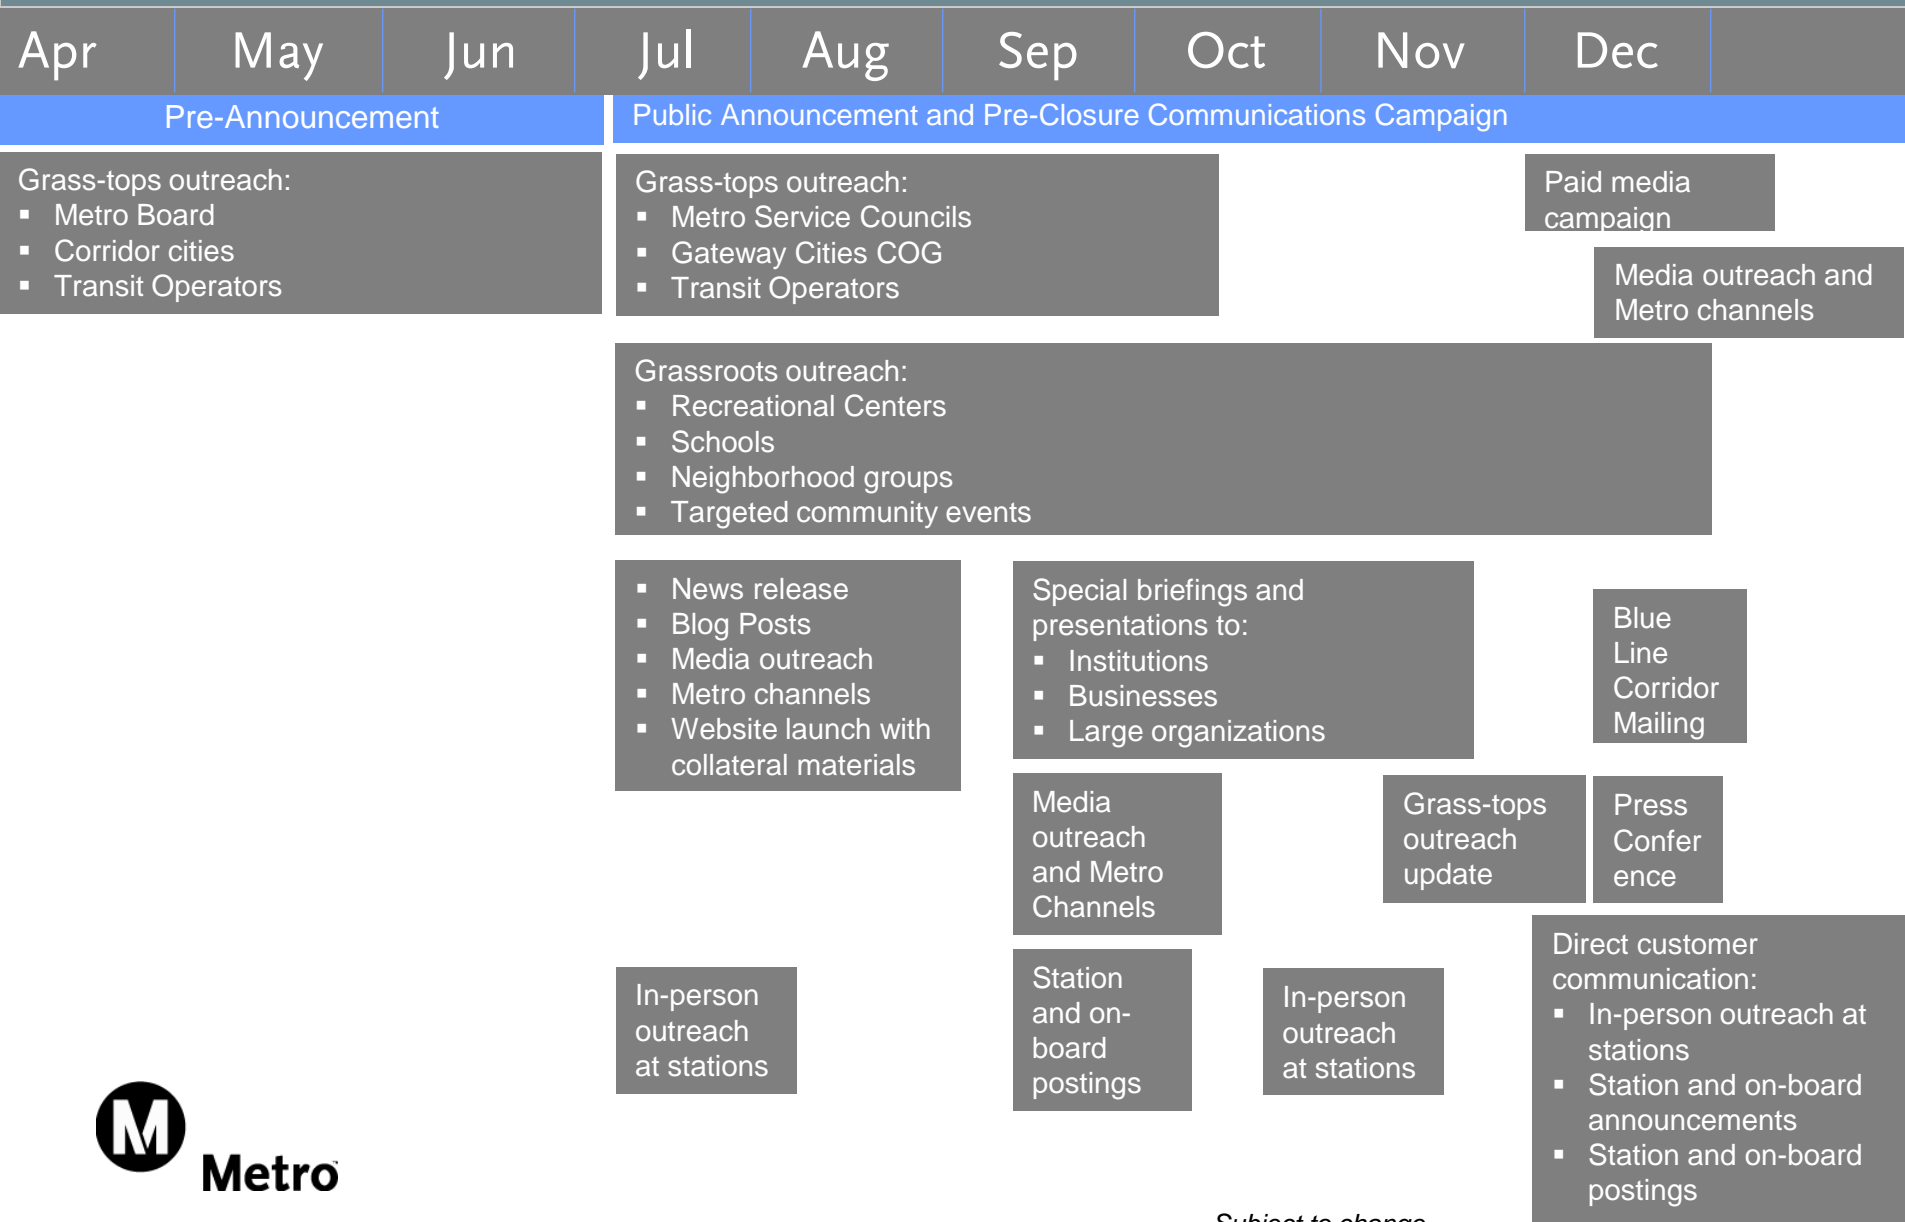 Apr May Jun Jul Aug Sep Oct Nov Dec
Pre-Announcement
Public Announcement and Pre-Closure Communications Campaign
Grass-tops outreach:
▪ Metro Board
▪ Corridor cities
▪ Transit Operators
Grass-tops outreach:
▪ Metro Service Councils
▪ Gateway Cities COG
▪ Transit Operators
Paid media
campaign
Media outreach and
Metro channels
Grassroots outreach:
▪ Recreational Centers
▪ Schools
▪ Neighborhood groups
▪ Targeted community events
▪ News release
▪ Blog Posts
▪ Media outreach
▪ Metro channels
▪ Website launch with
collateral materials
Special briefings and
presentations to:
▪ Institutions
▪ Businesses
▪ Large organizations
Blue
Line
Corridor
Mailing
Media
outreach
and Metro
Channels
Grass-tops
outreach
update
Press
Confer
ence
In-person
outreach
at stations
Station
and on-
board
postings
In-person
outreach
at stations
Direct customer
communication:
▪ In-person outreach at
stations
▪ Station and on-board
announcements
▪ Station and on-board
postings
M
Metro
Subject to change